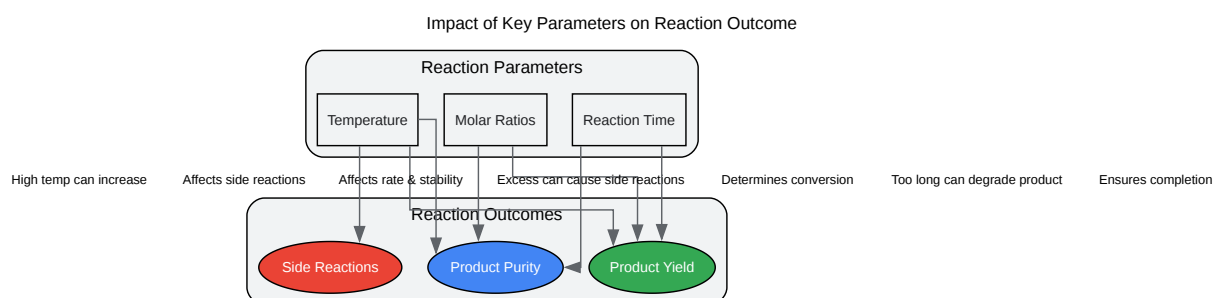 Impact of Key Parameters on Reaction Outcome
Reaction Parameters
Temperature
Molar Ratios
Reaction Time
High temp can increase
Affects side reactions
Affects rate & stability
Excess can cause side reactions
Determines conversion
Too long can degrade product
Ensures completion
Reaction Outcomes
Side Reactions
Product Purity
Product Yield